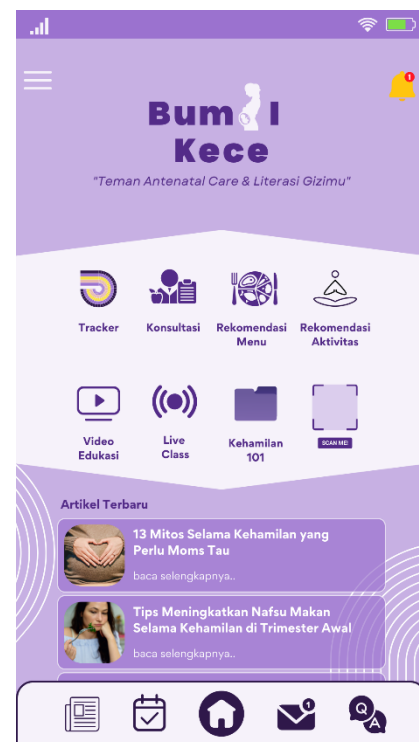 1
Bum l
Kece
"Teman Antenatal Care & Literasi Gizimu"
Tracker
Konsultasi
Rekomendasi
Menu
Rekomendasi
Aktivitas
Video
Edukasi
Live
Class
Kehamilan
101
SCAN ME!
Artikel Terbaru
13 Mitos Selama Kehamilan yang
Perlu Moms Tau
baca selengkapnya..
Tips Meningkatkan Nafsu Makan
Selama Kehamilan di Trimester Awal
baca selengkapnya..
1
Q
A